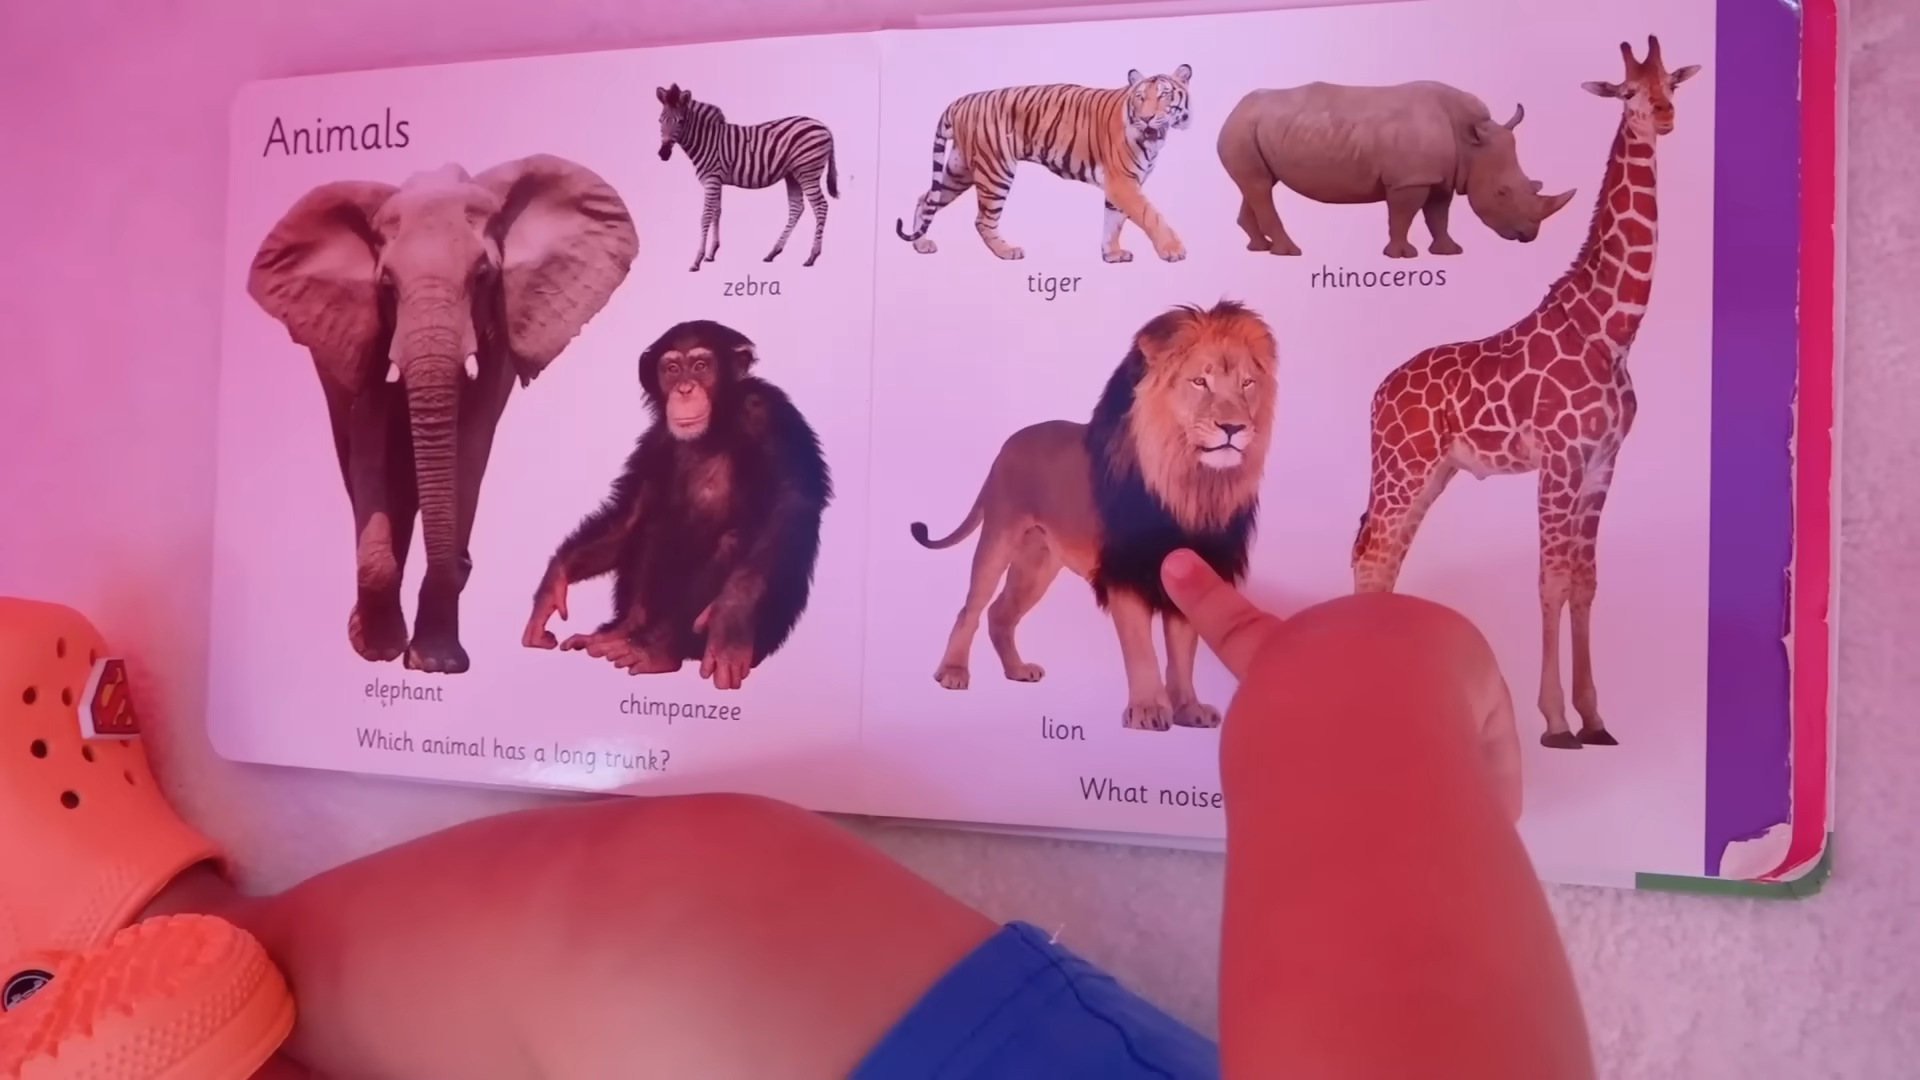 Animals
zebra
elephant
chimpanzee
Which animal has a long trunk?
tiger
rhinoceros
lion
What noise